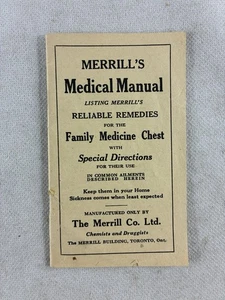 MERRILL'S
Medical Manual
LISTING MERRILL'S
RELIABLE REMEDIES
FOR THE
Family Medicine Chest
WITH
Special Directions
FOR THEIR USE
IN COMMON AILMENTS
DESCRIBED HEREIN
Keep them in your Home
Sickness comes when least expected
MANUFACTURED ONLY BY
The Merrill Co. Ltd.
Chemists and Druggists
The MERRILL BUILDING, TORONTO, Ont.